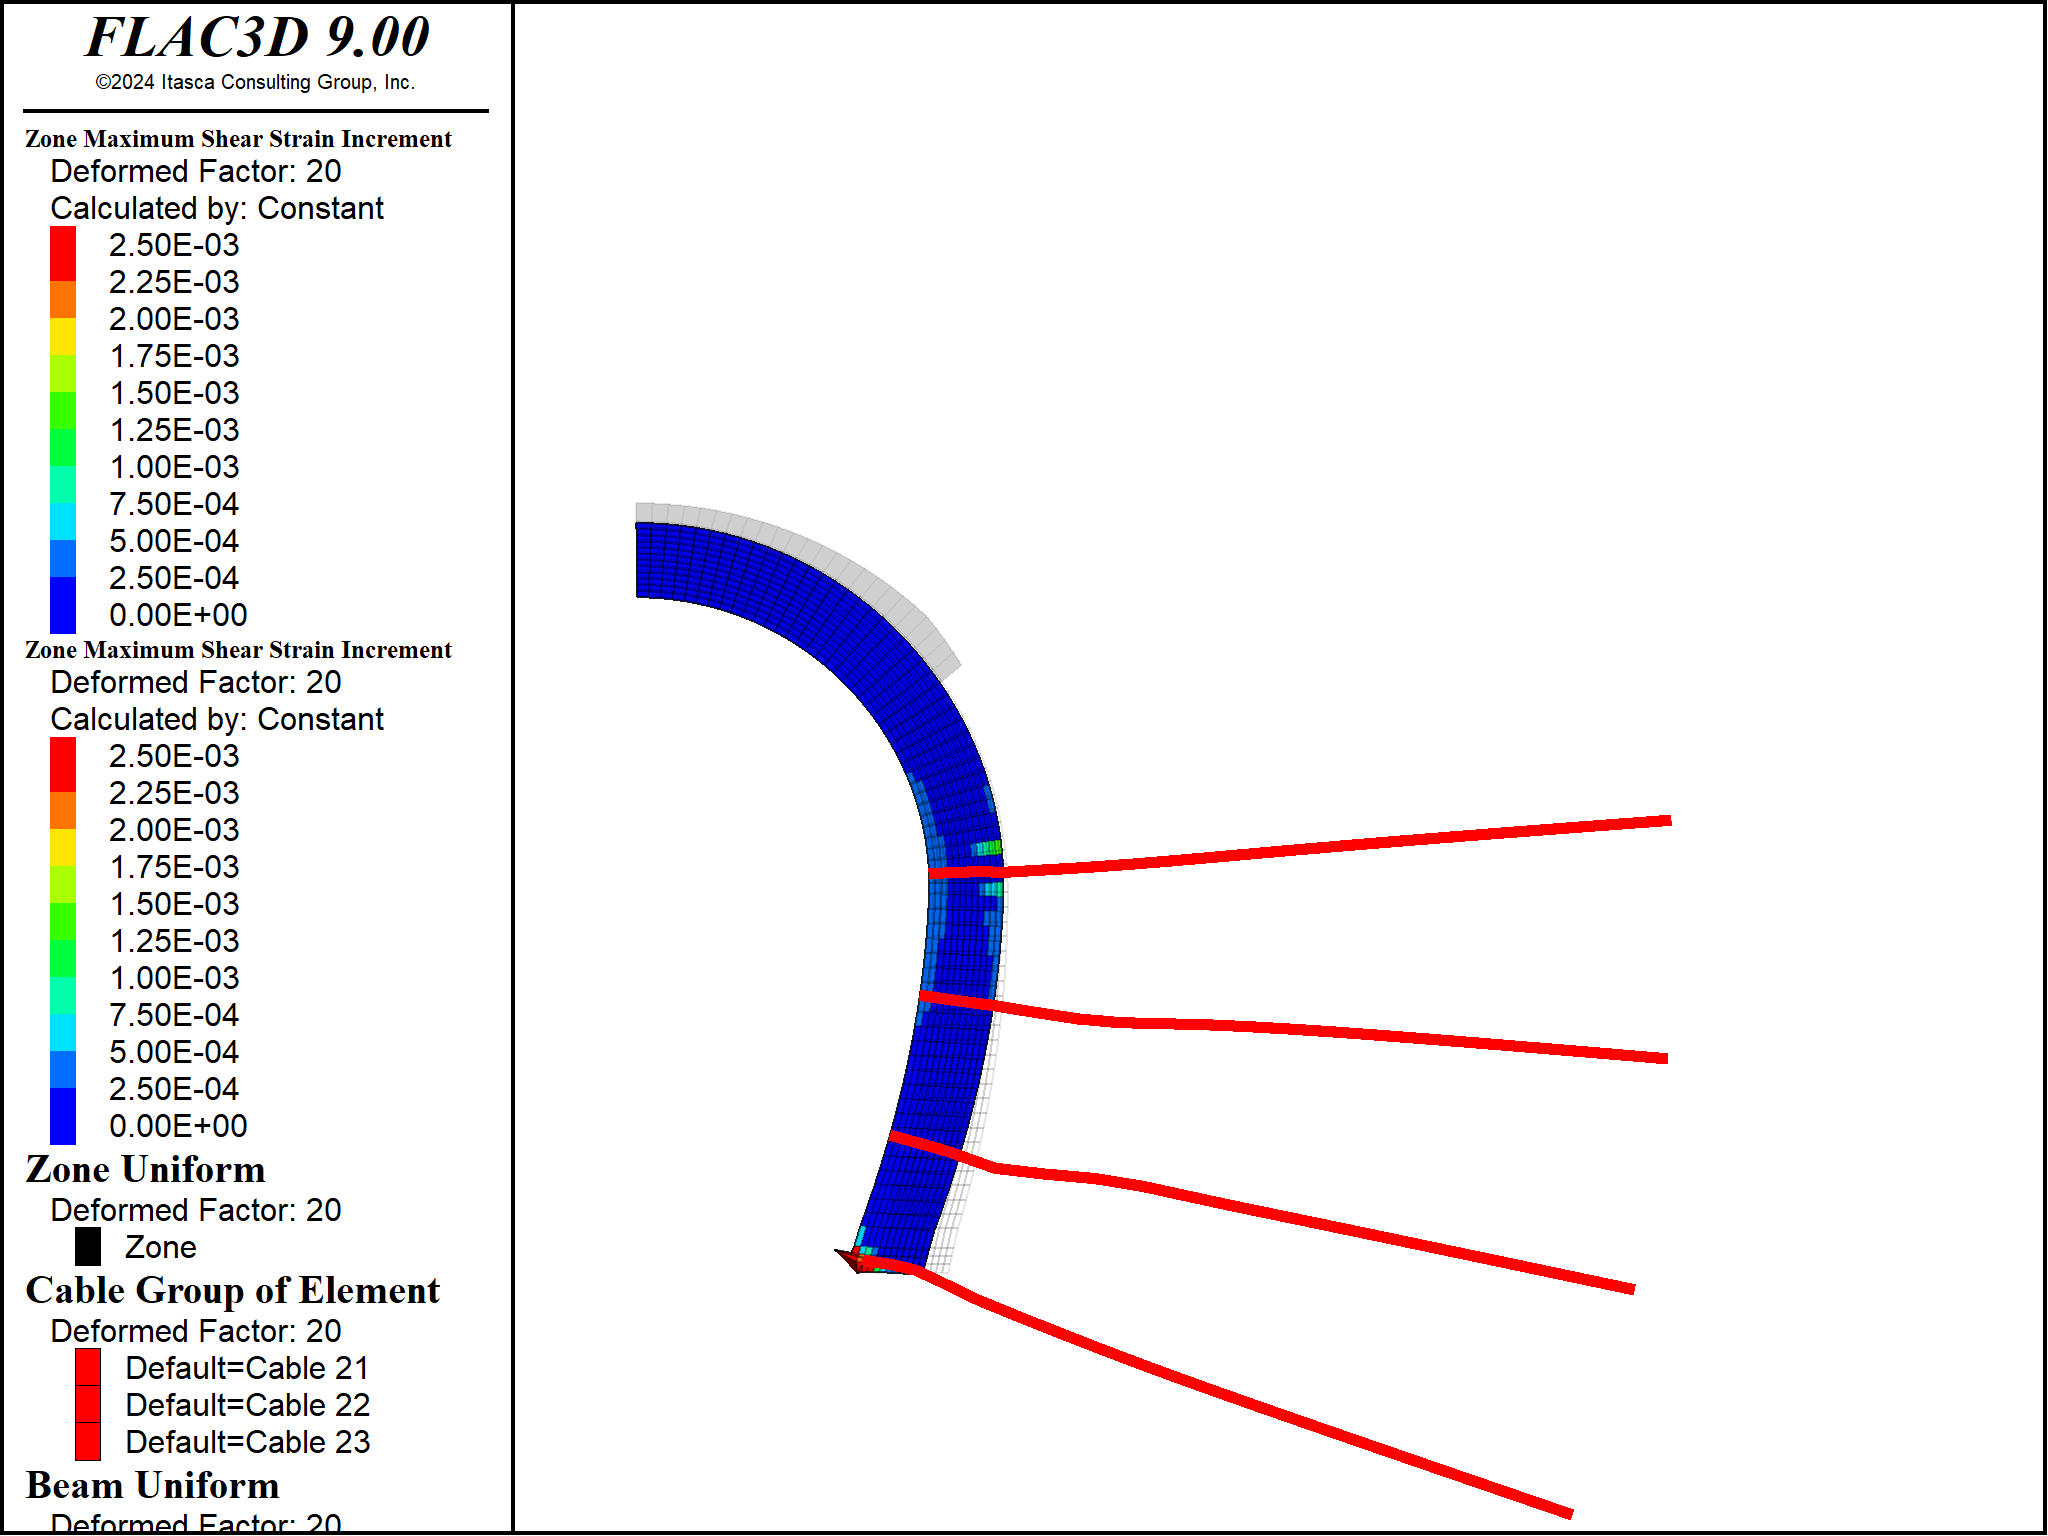 FLAC3D 9.00
©2024 Itasca Consulting Group, Inc.
Zone Maximum Shear Strain Increment
Deformed Factor: 20
Calculated by: Constant
2.50E-03
2.25E-03
2.00E-03
1.75E-03
1.50E-03
1.25E-03
1.00E-03
7.50E-04
5.00E-04
2.50E-04
0.00E+00
Zone Maximum Shear Strain Increment
Deformed Factor: 20
Calculated by: Constant
2.50E-03
2.25E-03
2.00E-03
1.75E-03
1.50E-03
1.25E-03
1.00E-03
7.50E-04
5.00E-04
2.50E-04
0.00E+00
Zone Uniform
Deformed Factor: 20
Zone
Cable Group of Element
Deformed Factor: 20
Default=Cable 21
Default=Cable 22
Default=Cable 23
Beam Uniform
Deformed Factor: 20